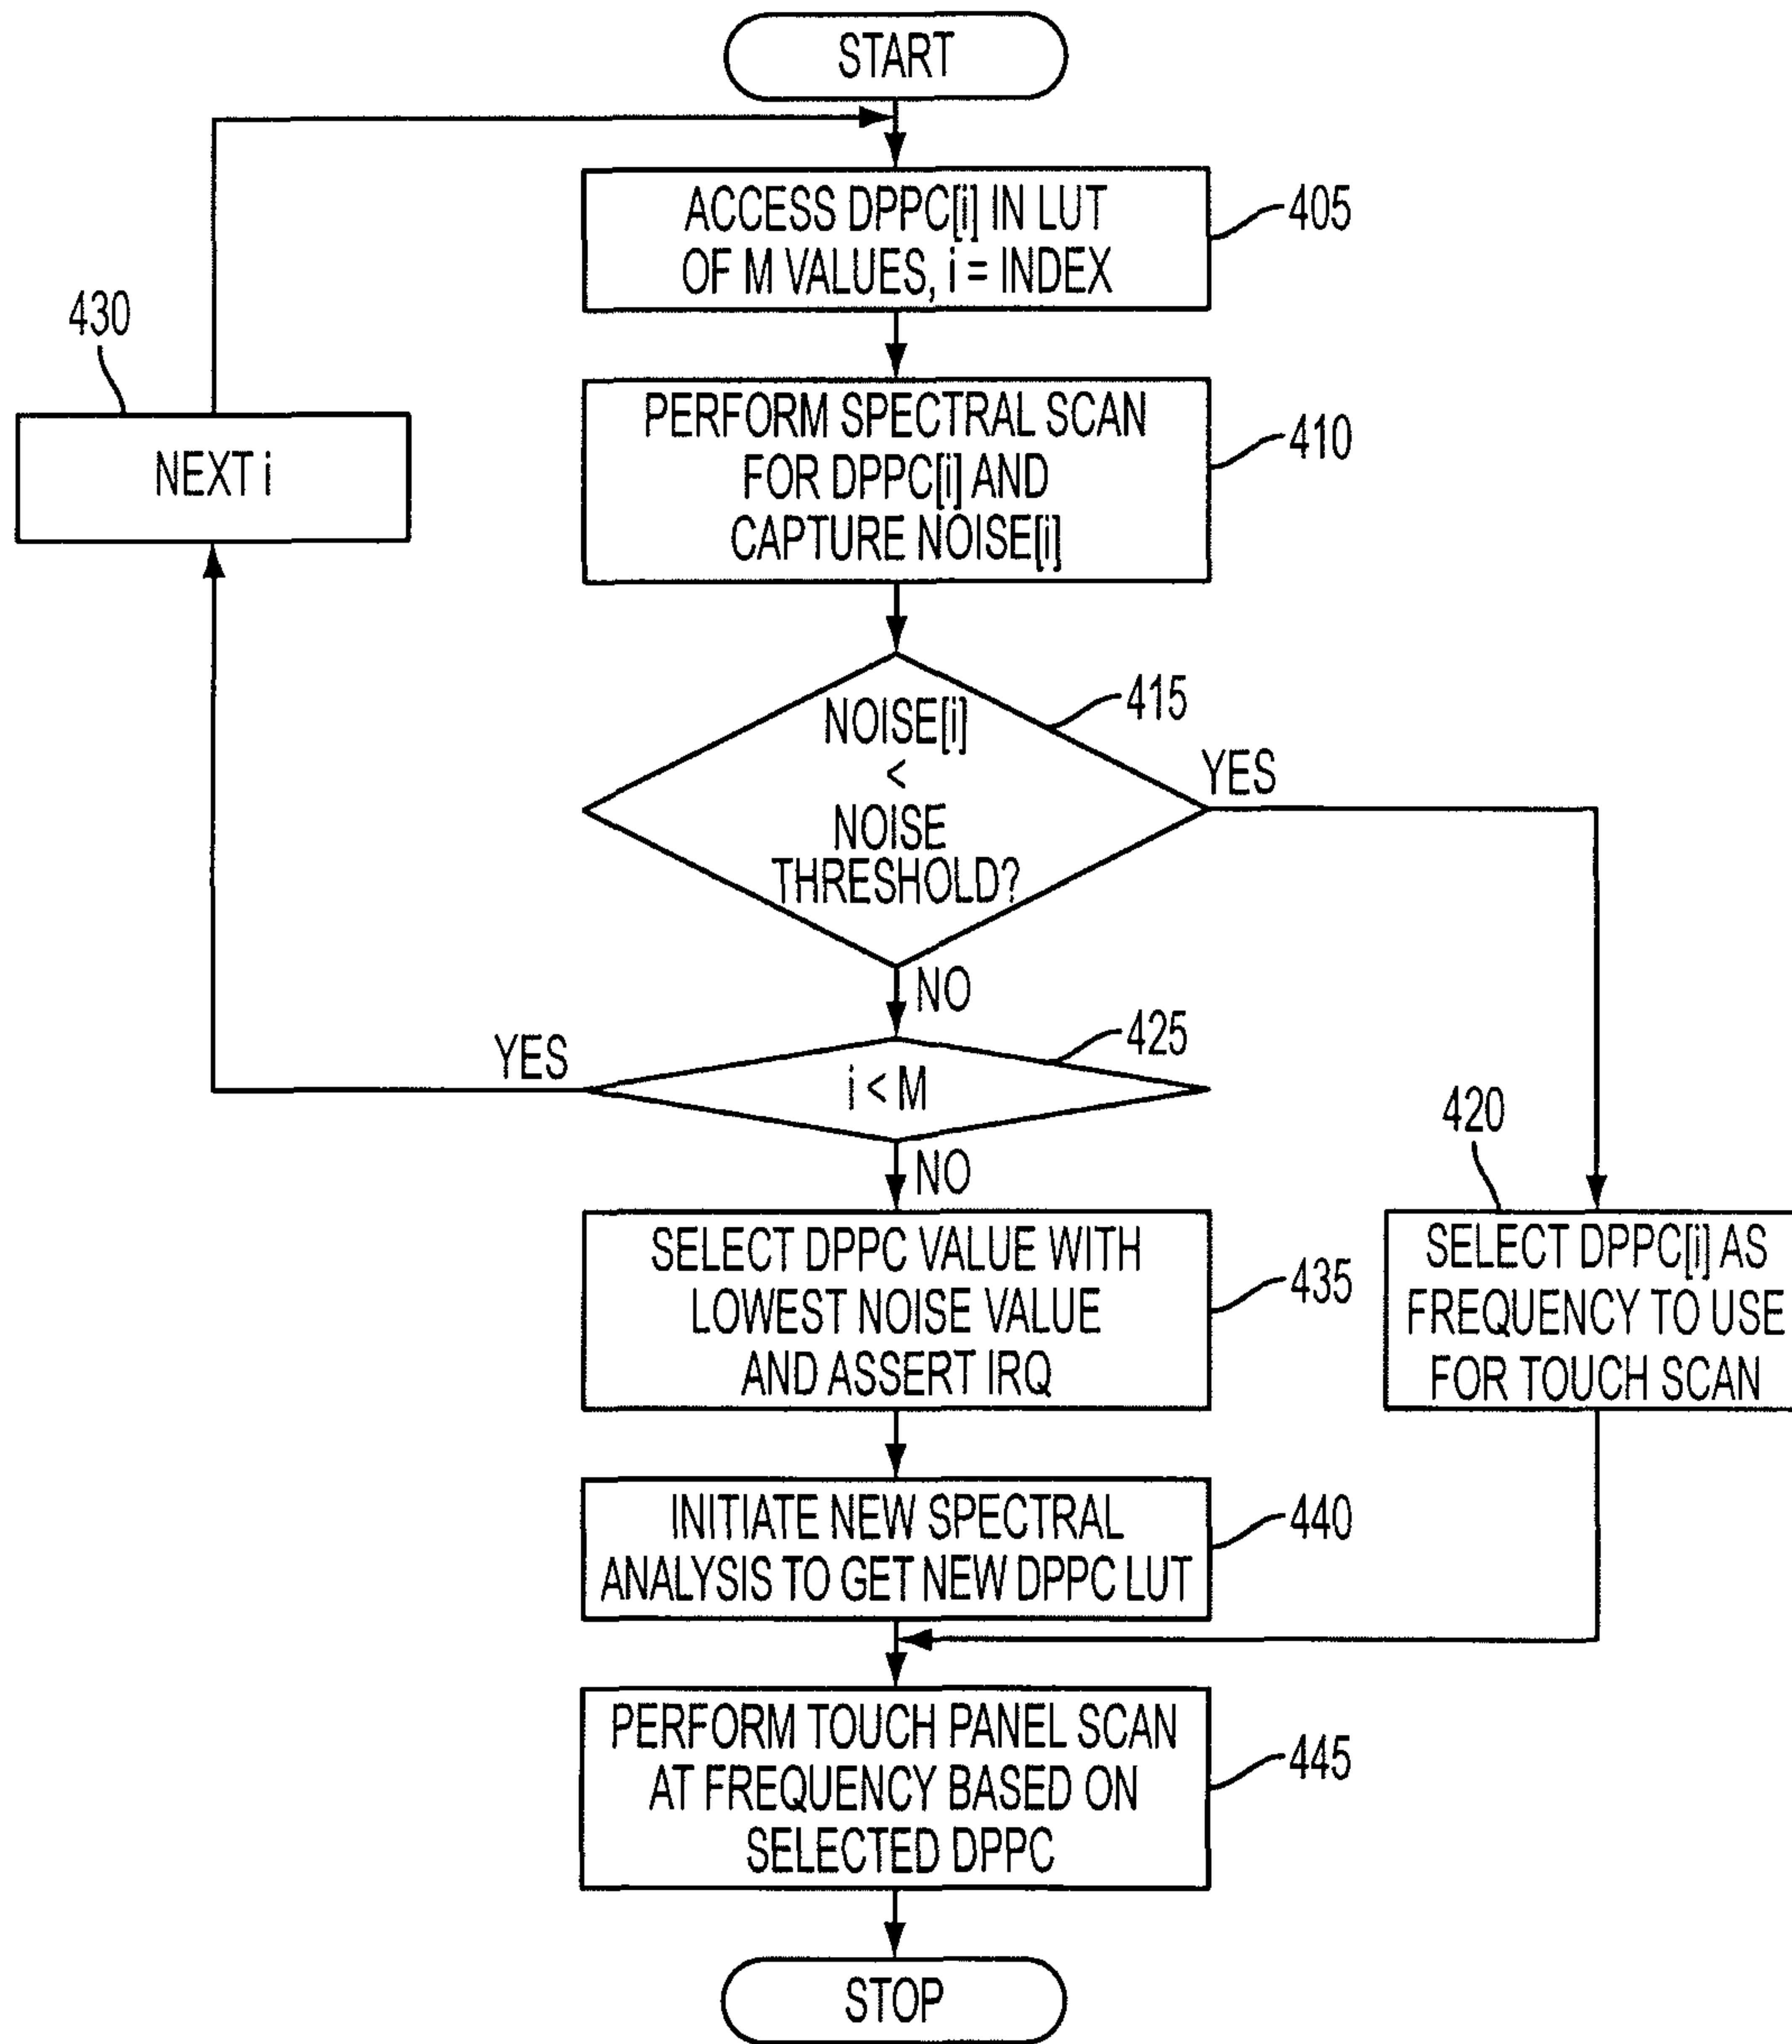 START
ACCESS DPPC[i] IN LUT
OF M VALUES, i = INDEX
405
430
NEXT i
PERFORM SPECTRAL SCAN
FOR DPPC[i] AND
CAPTURE NOISE[i]
410
NOISE[i]
<
NOISE
THRESHOLD?
415
YES
NO
YES
i < M
425
NO
420
SELECT DPPC[i] AS
FREQUENCY TO USE
FOR TOUCH SCAN
SELECT DPPC VALUE WITH
LOWEST NOISE VALUE
AND ASSERT IRQ
435
INITIATE NEW SPECTRAL
ANALYSIS TO GET NEW DPPC LUT
440
PERFORM TOUCH PANEL SCAN
AT FREQUENCY BASED ON
SELECTED DPPC
445
STOP